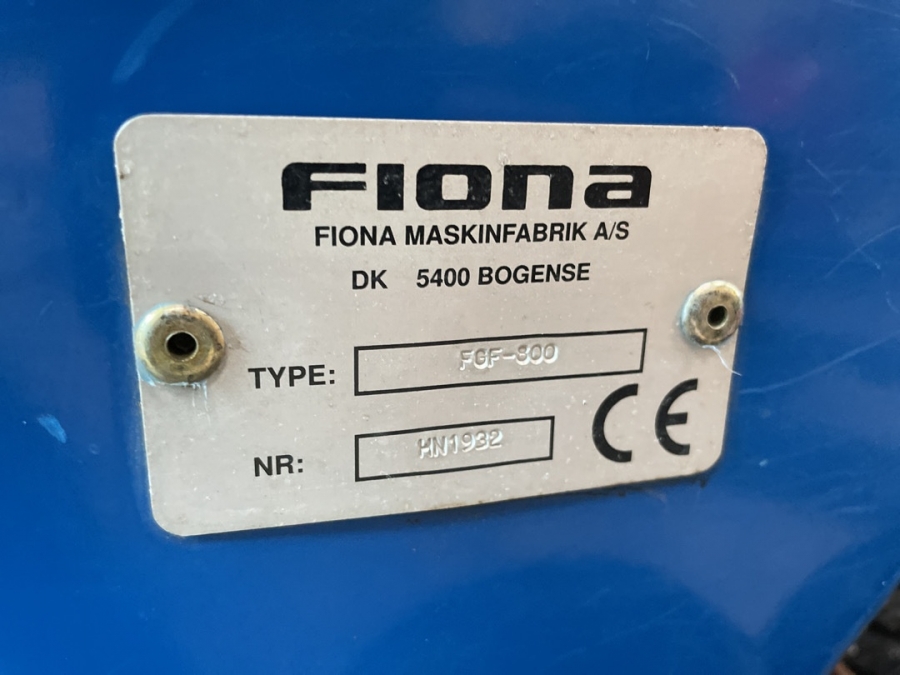 Fiona
FIONA MASKINFABRIK A/S
DK 5400 BOGENSE
TYPE: FGF-300
NR: HN1932
CE